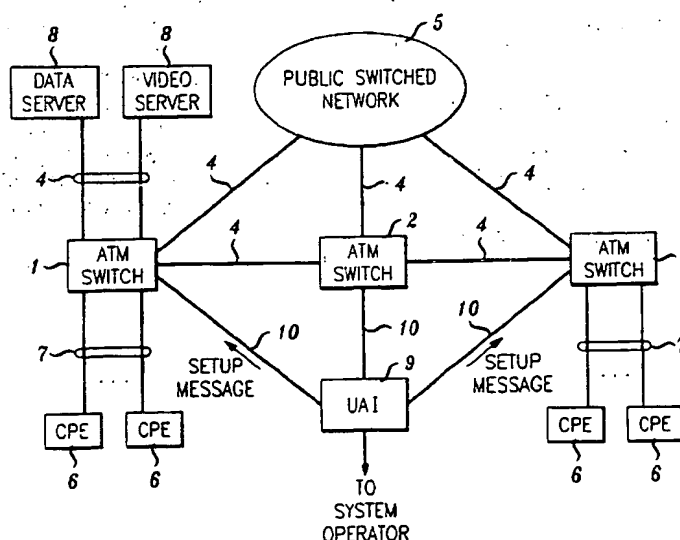 5
8
8
DATA
SERVER
VIDEO
SERVER
PUBLIC SWITCHED
NETWORK
4
4
4
4
2
1
ATM
SWITCH
4
ATM
SWITCH
4
ATM
SWITCH
7
10
10
10
SETUP
MESSAGE
9
SETUP
MESSAGE
UAI
...
...
CPE
CPE
CPE
CPE
6
6
6
6
TO
SYSTEM
OPERATOR